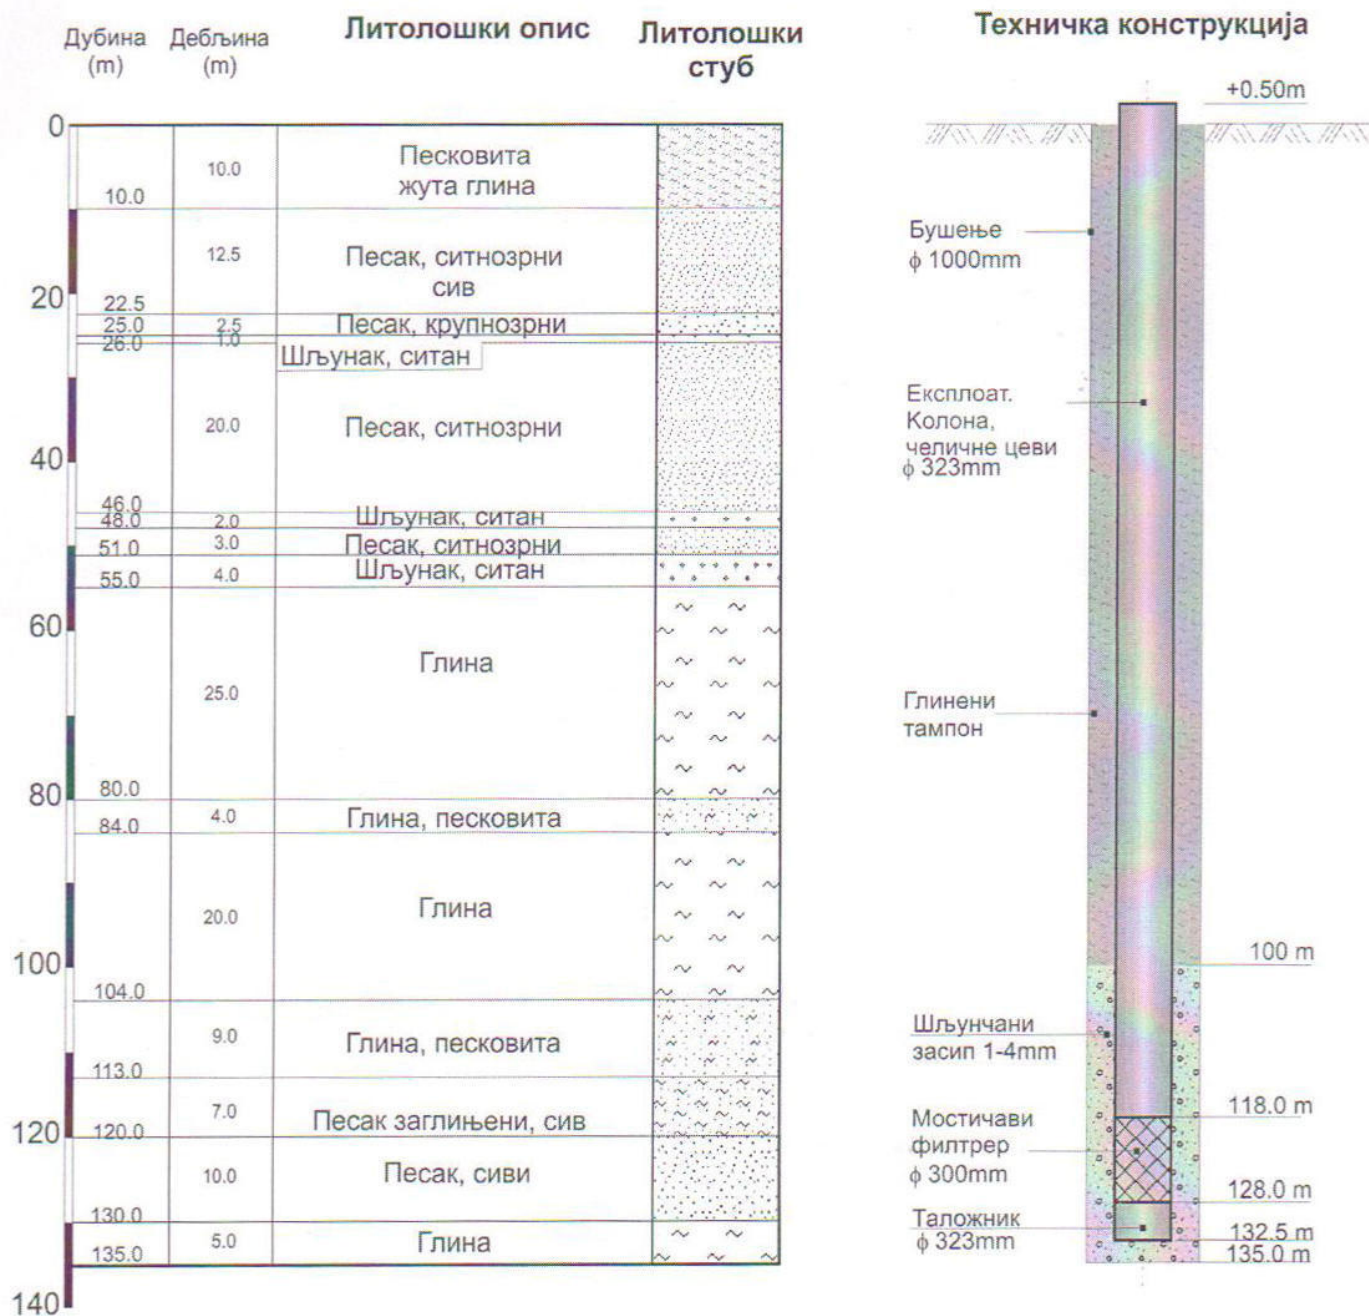 Дубина
(m)
Дебљина
(m)
Литолошки опис
Литолошки
стуб
Техничка конструкција
0
20
40
60
80
100
120
140
10.0
10.0
Песковита
жута глина
22.5
12.5
Песак, ситнозрни
сив
25.0
2.5
Песак, крупнозрни
26.0
1.0
Шљунак, ситан
46.0
20.0
Песак, ситнозрни
48.0
2.0
Шљунак, ситан
51.0
3.0
Песак, ситнозрни
55.0
4.0
Шљунак, ситан
80.0
25.0
Глина
84.0
4.0
Глина, песковита
104.0
20.0
Глина
113.0
9.0
Глина, песковита
120.0
7.0
Песак заглињени, сив
130.0
10.0
Песак, сиви
135.0
5.0
Глина
+0.50m
Бушење
ϕ 1000mm
Експлоат.
Колона,
челичне цеви
ϕ 323mm
Глинени
тампон
100 m
Шљунчани
засип 1-4mm
118.0 m
Мостичави
филтрер
ϕ 300mm
128.0 m
Таложник
ϕ 323mm
132.5 m
135.0 m